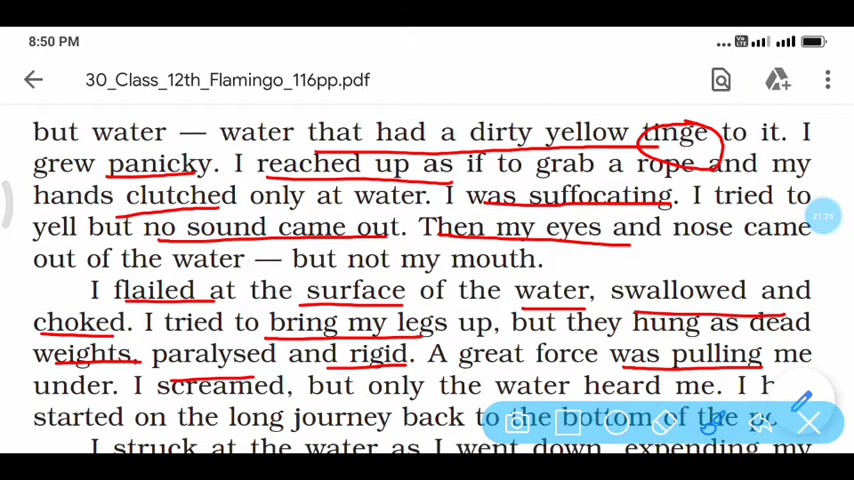 8:50 PM
30_Class_12th_Flamingo_116pp.pdf
but water — water that had a dirty yellow tinge to it. I
grew panicky. I reached up as if to grab a rope and my
hands clutched only at water. I was suffocating. I tried to
yell but no sound came out. Then my eyes and nose came
out of the water — but not my mouth.
21:26
I flailed at the surface of the water, swallowed and
choked. I tried to bring my legs up, but they hung as dead
weights, paralysed and rigid. A great force was pulling me
under. I screamed, but only the water heard me. I h
started on the long journey back to the bottom of the
I struck at the water as I went down, expending my